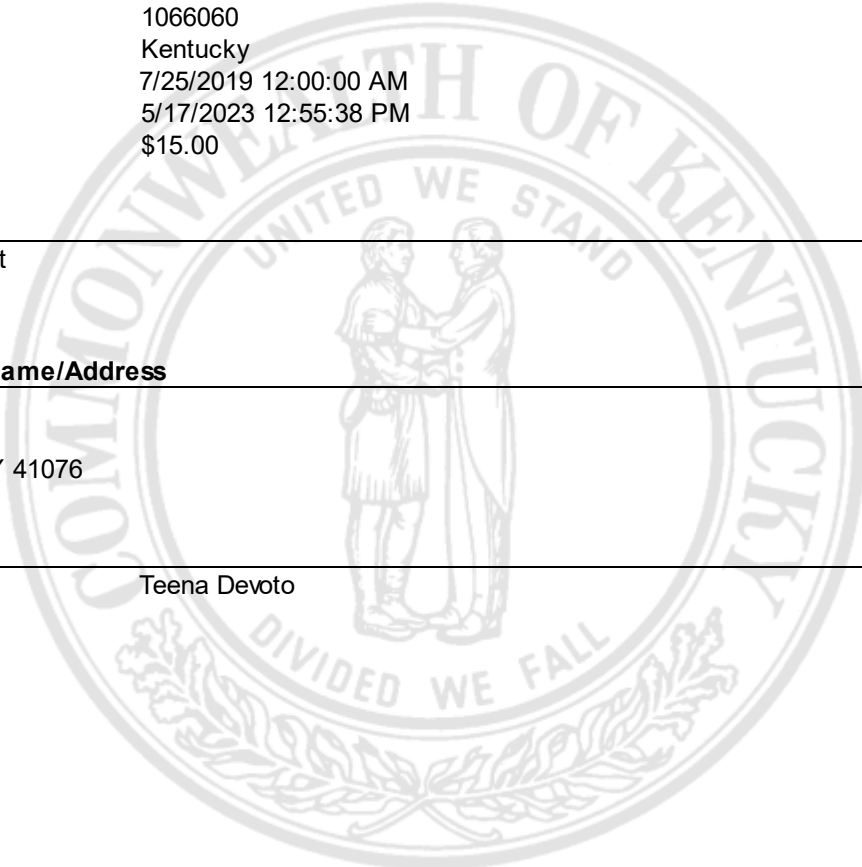 1066060
Kentucky
7/25/2019 12:00:00 AM
5/17/2023 12:55:38 PM
$15.00
t
ame/Address
Y 41076
Teena Devoto
COMMONWEALTH OF KENTUCKY
UNITED WE STAND
DIVIDED WE FALL